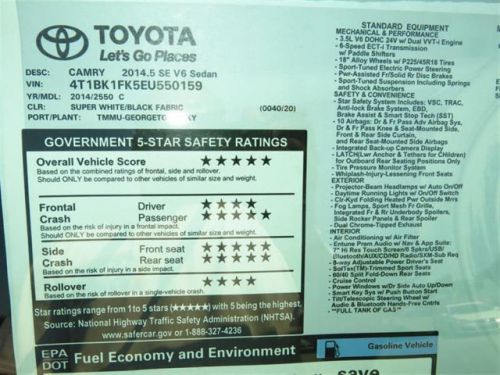 TOYOTA
Let's Go Places
DESC: CAMRY 2014.5 SE V6 Sedan
VIN: 4T1BK1FK5EU550159
YR/MDL: 2014/2550 C
CLR: SUPER WHITE/BLACK FABRIC (0040/20)
PORT/PLANT: TMMU-GEORGETO KY
GOVERNMENT 5-STAR SAFETY RATINGS
Overall Vehicle Score ★★★★★
Based on the combined ratings of frontal, side and rollover.
Should ONLY be compared to other vehicles of similar size and weight.
Frontal Driver ★★★★
Crash Passenger ★★★★★
Based on the risk of injury in a frontal impact.
Should ONLY be compared to other vehicles of similar size and weight.
Side Front seat ★★★★★
Crash Rear seat ★★★★★
Based on the risk of injury in a side impact.
Rollover ★★★★
Based on the risk of rollover in a single-vehicle crash.
Star ratings range from 1 to 5 stars (★★★★★) with 5 being the highest.
Source: National Highway Traffic Safety Administration (NHTSA).
www.safercar.gov or 1-888-327-4236
EPA
DOT
Fuel Economy and Environment
Gasoline Vehicle
STANDARD EQUIPMENT
MECHANICAL & PERFORMANCE
- 3.5L V6 DOHC 24V w/ Dual VVT-i Engine
- 6-Speed ECT-i Transmission
w/ Paddle Shifters
- 18" Alloy Wheels w/ P225/45R18 Tires
- Sport-Tuned Electric Power Steering
- Pwr-Assisted Fr/Solid Rr Disc Brakes
- Sport-Tuned Suspension Springs and
Shock Absorbers
SAFETY & CONVENIENCE
- Star Safety System Includes: VSC, TRAC,
Anti-lock Brake System, EBD,
Brake Assist & Smart Stop Tech (SST)
- 10 Airbags: Dr & Fr Pass Adv Airbag Sys,
Dr & Fr Pass Knee & Seat-Mounted Side,
Front & Rear Side Curtain,
and Rear Seat-Mounted Side Airbags
- Integrated Back-up Camera Display
- LATCH(Lwr Anchor & Tethers for CHildren)
for Outboard Rear Seating Positions Only
- Tire Pressure Monitor System
- Whiplash-Injury-Lessening Front Seats
EXTERIOR
- Projector-Beam Headlamps w/ Auto On/Off
- Daytime Running Lights w/ On/Off Switch
- Clr-Kyd Folding Heated Pwr Outside Mrrs
- Fog Lamps, Sport Mesh Fr Grille,
Integrated Fr & Rr Underbody Spoilers,
Side Rocker Panels & Rear Spoiler
- Dual Chrome-Tipped Exhaust
INTERIOR
- Air Conditioning w/ Air Filter
- Entune Prem Audio w/ Nav & App Suite:
7" Hi Res Touch Screen/6 Spkrs/USB/
Bluetooth/AUX/CD/HD Radio/SXM-Sub Req
- 8-way Adjustable Power Driver's Seat
- SofTex(TM)-Trimmed Sport Seats
- 60/40 Split Fold-Down Rear Seats
- Cruise Control
- Power Windows w/ Dr Side Auto Up/Down
- Smart Key Sys w/ Push Button Start
- Tilt/Telescopic Steering Wheel w/
Audio & Bluetooth Hands-Free Cntrls
- **FULL TANK OF GAS**